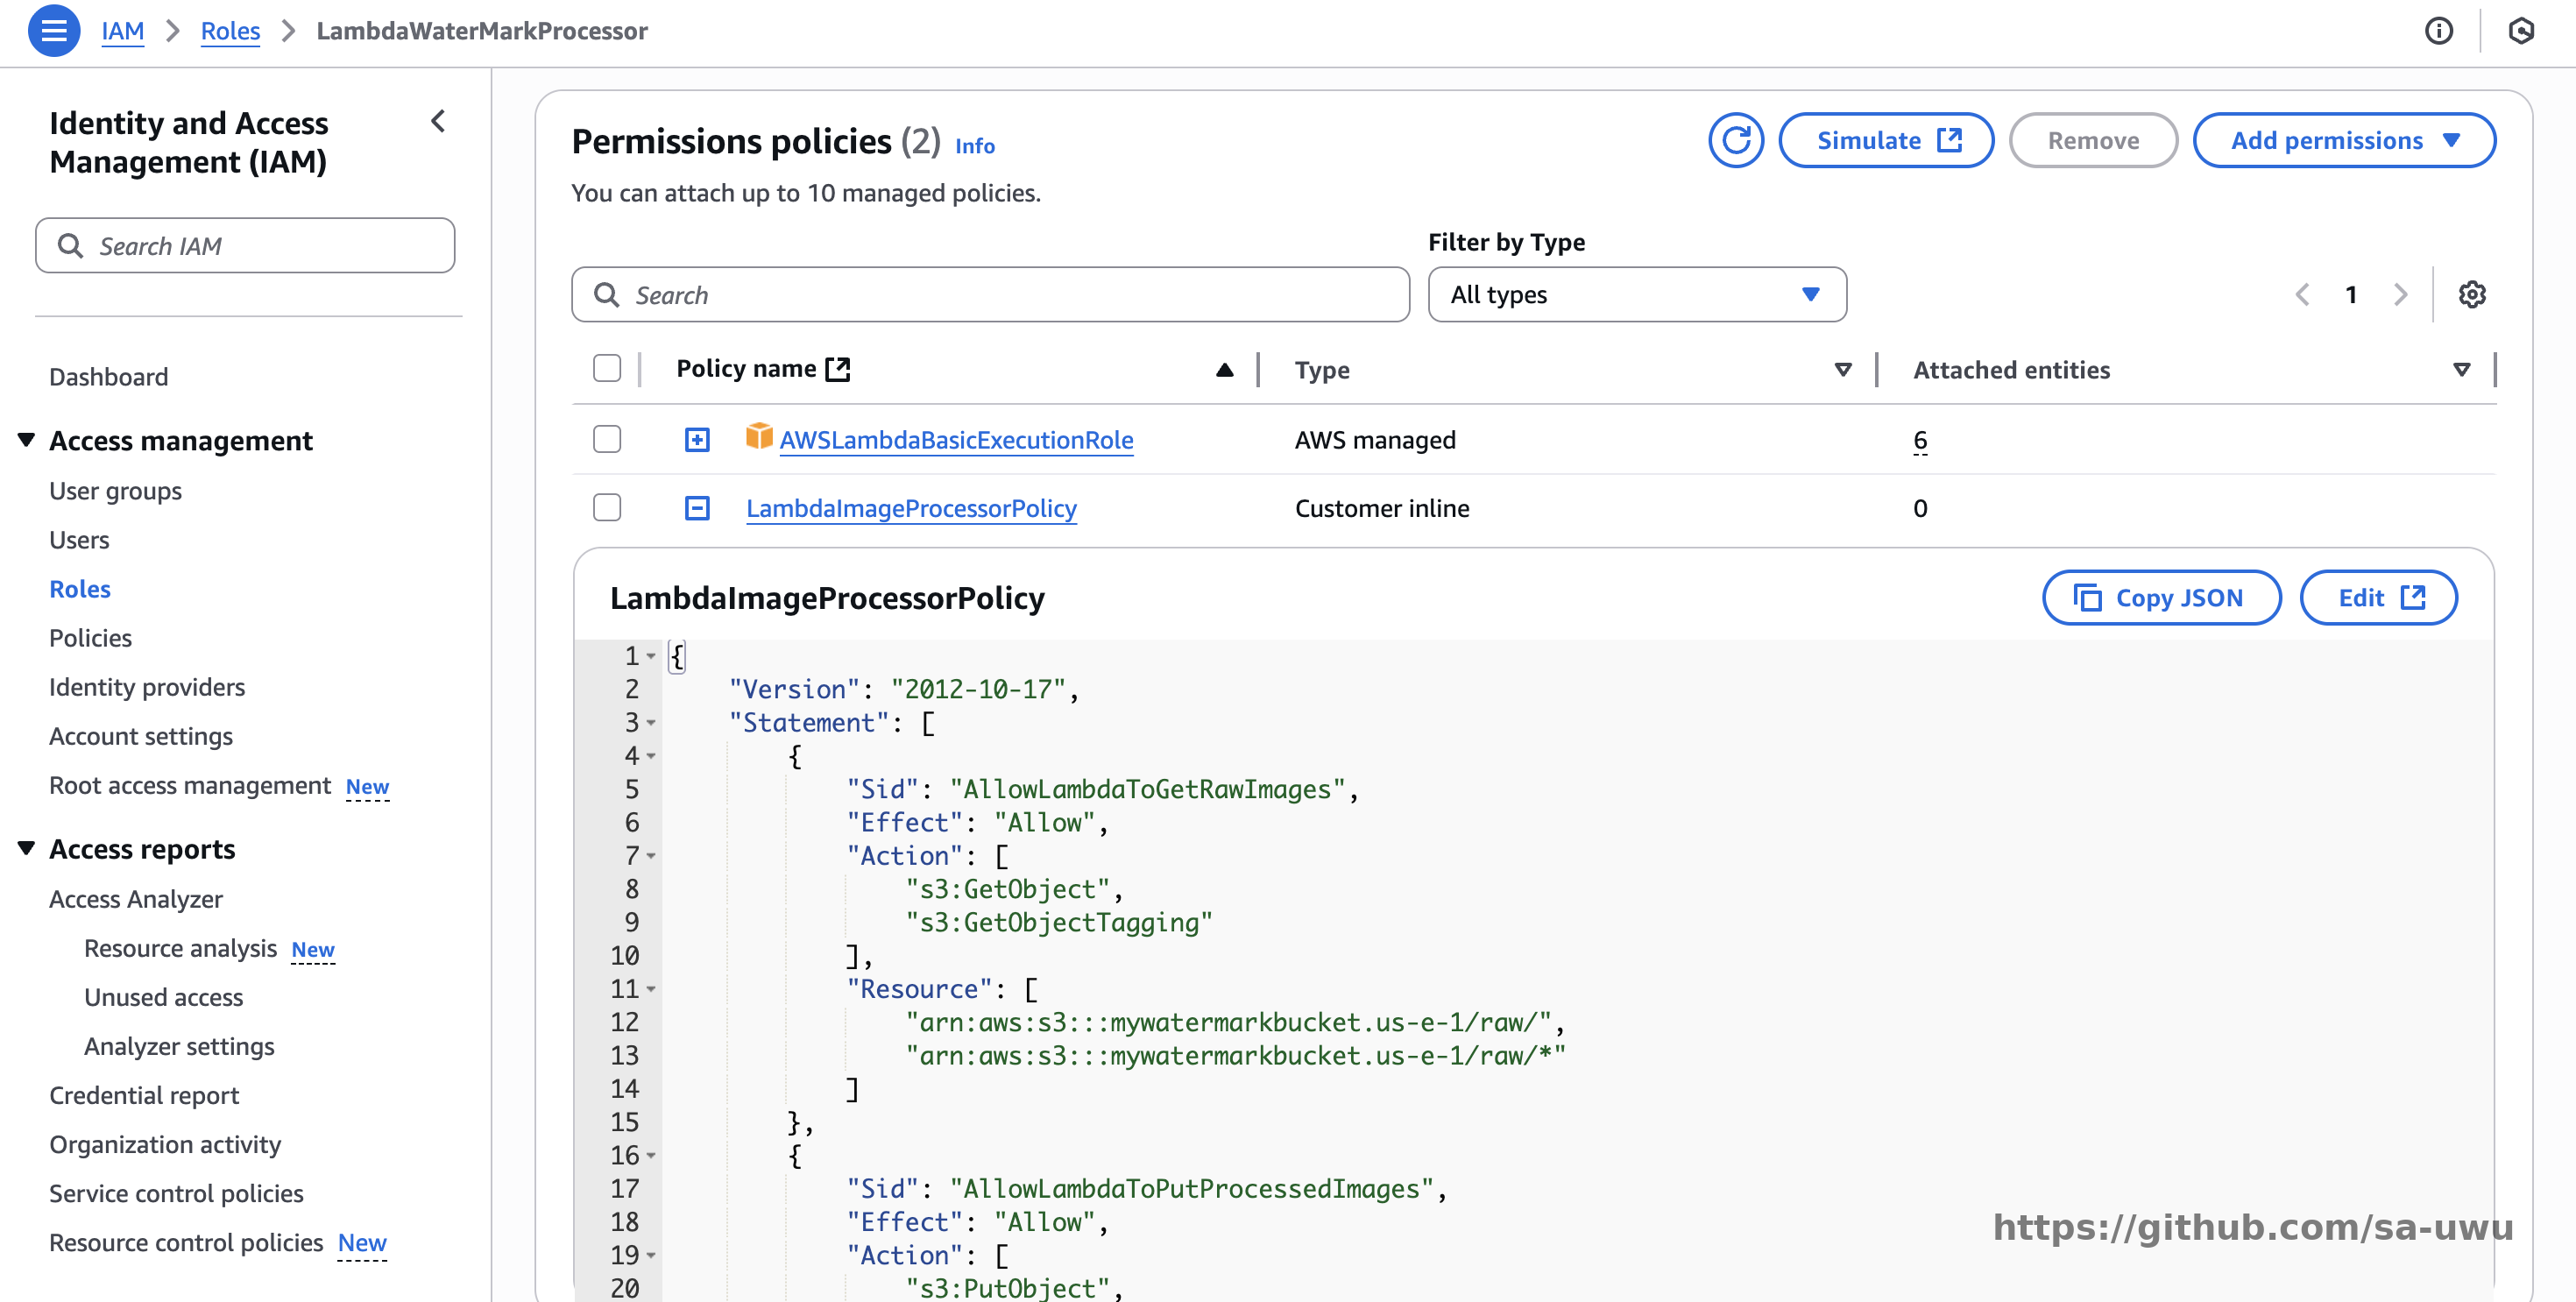 IAM > Roles > LambdaWaterMarkProcessor
Identity and Access
Management (IAM)
Search IAM
Dashboard
Access management
User groups
Users
Roles
Policies
Identity providers
Account settings
Root access management New
Access reports
Access Analyzer
Resource analysis New
Unused access
Analyzer settings
Credential report
Organization activity
Service control policies
Resource control policies New
Permissions policies (2) Info
Simulate
Remove
Add permissions
You can attach up to 10 managed policies.
Filter by Type
Search
All types
1
Policy name Type Attached entities
AWSLambdaBasicExecutionRole AWS managed 6
LambdaImageProcessorPolicy Customer inline 0
LambdaImageProcessorPolicy
Copy JSON
Edit
1 {
2 "Version": "2012-10-17",
3 "Statement": [
4 {
5 "Sid": "AllowLambdaToGetRawImages",
6 "Effect": "Allow",
7 "Action": [
8 "s3:GetObject",
9 "s3:GetObjectTagging"
10 ],
11 "Resource": [
12 "arn:aws:s3:::mywatermarkbucket.us-e-1/raw/",
13 "arn:aws:s3:::mywatermarkbucket.us-e-1/raw/*"
14 ]
15 },
16 {
17 "Sid": "AllowLambdaToPutProcessedImages",
18 "Effect": "Allow",
19 "Action": [
20 "s3:PutObject",
https://github.com/sa-uwu